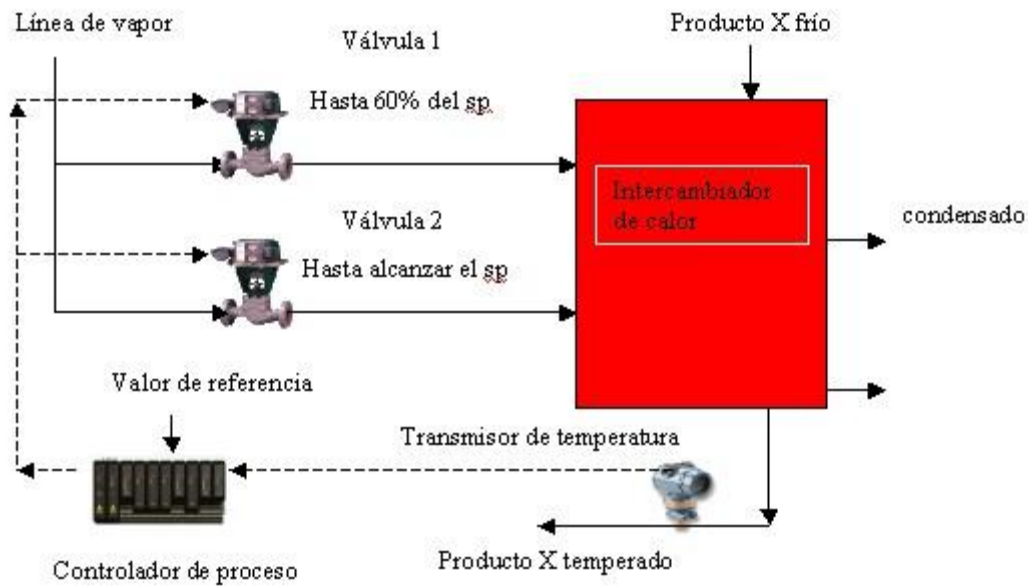 Línea de vapor
Válvula 1
Producto X frío
Hasta 60% del sp
Intercambiador
de calor
Válvula 2
condensado
Hasta alcanzar el sp
Valor de referencia
Transmisor de temperatura
Producto X temperado
Controlador de proceso